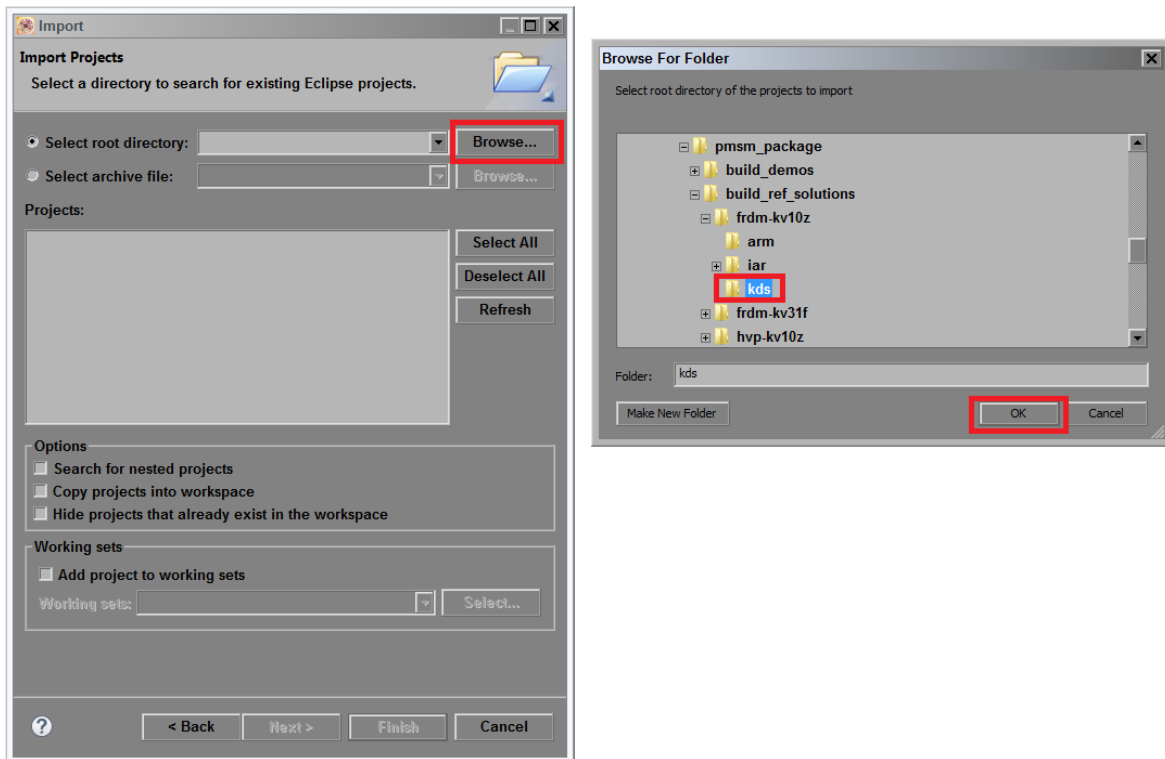 Import
Import Projects
Select a directory to search for existing Eclipse projects.
Select root directory:
Browse...
Select archive file:
Browse...
Projects:
Select All
Deselect All
Refresh
Options
Search for nested projects
Copy projects into workspace
Hide projects that already exist in the workspace
Working sets
Add project to working sets
Working sets:
Select...
?
< Back
Next >
Finish
Cancel
Browse For Folder
Select root directory of the projects to import
pmsm_package
build_demos
build_ref_solutions
frdm-kv10z
arm
iar
kds
frdm-kv31f
hvp-kv10z
Folder:
kds
Make New Folder
OK
Cancel